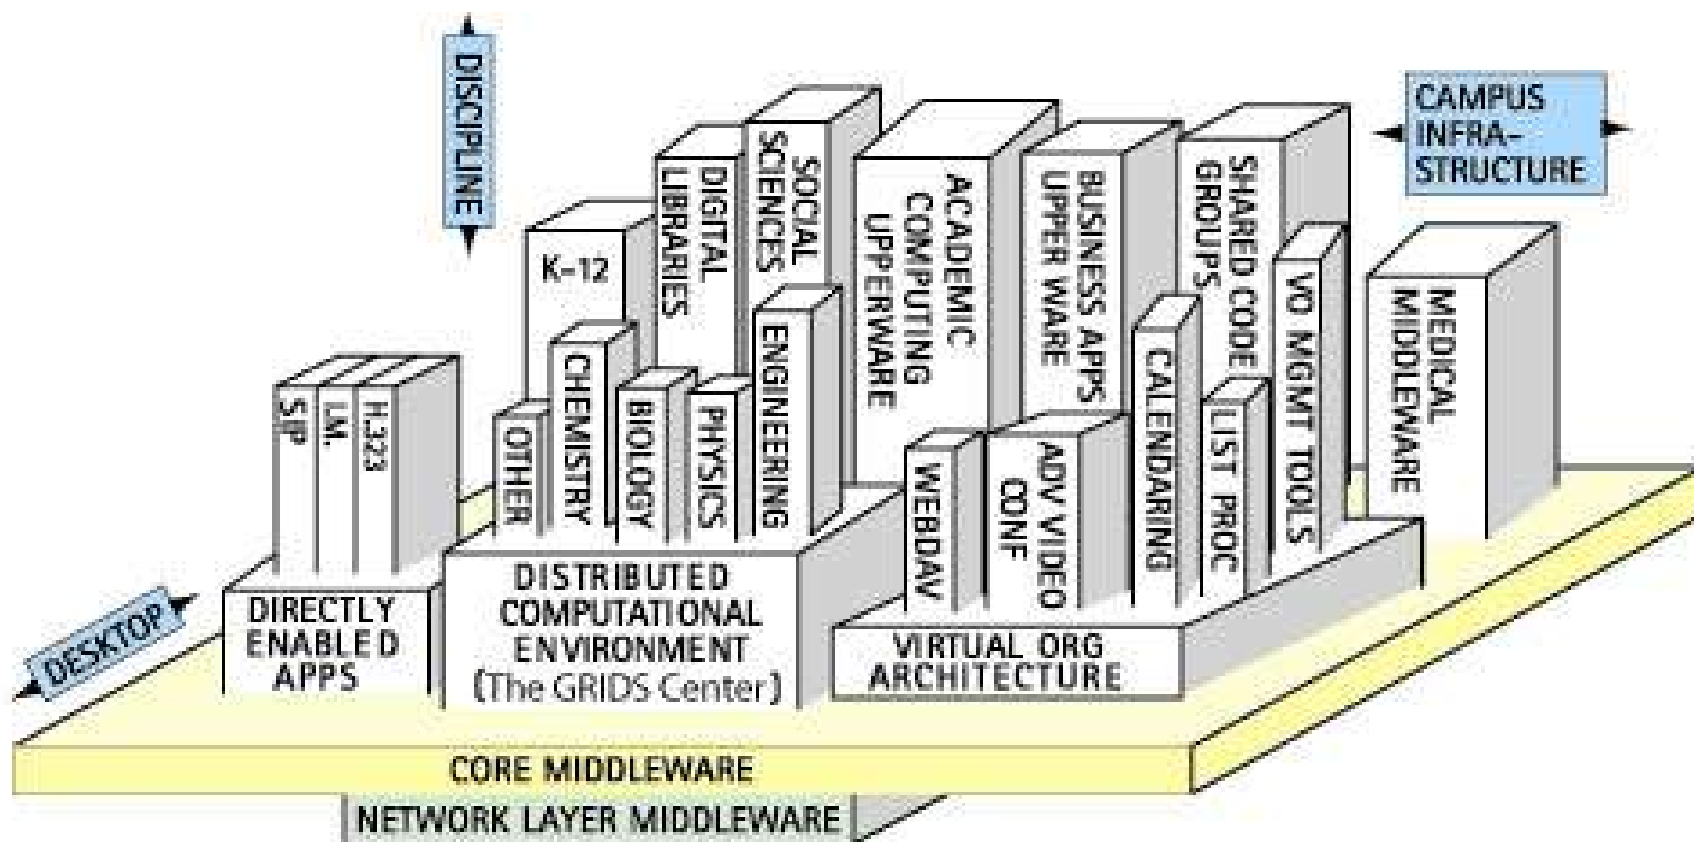 DISCIPLINE
CAMPUS
INFRA-
STRUCTURE
K-12
DIGITAL
LIBRARIES
SOCIAL
SCIENCES
ACADEMIC
COMPUTING
UPPERWARE
BUSINESS APPS
UPPER WARE
SHARED CODE
GROUPS
VO MGMT TOOLS
MEDICAL
MIDDLEWARE
SIP
I.M.
H.323
OTHER
CHEMISTRY
BIOLOGY
PHYSICS
ENGINEERING
WEBDAV
ADV VIDEO
CONF
CALENDARING
LIST PROC
DESKTOP
DIRECTLY
ENABLED
APPS
DISTRIBUTED
COMPUTATIONAL
ENVIRONMENT
(The GRIDS Center)
VIRTUAL ORG
ARCHITECTURE
CORE MIDDLEWARE
NETWORK LAYER MIDDLEWARE